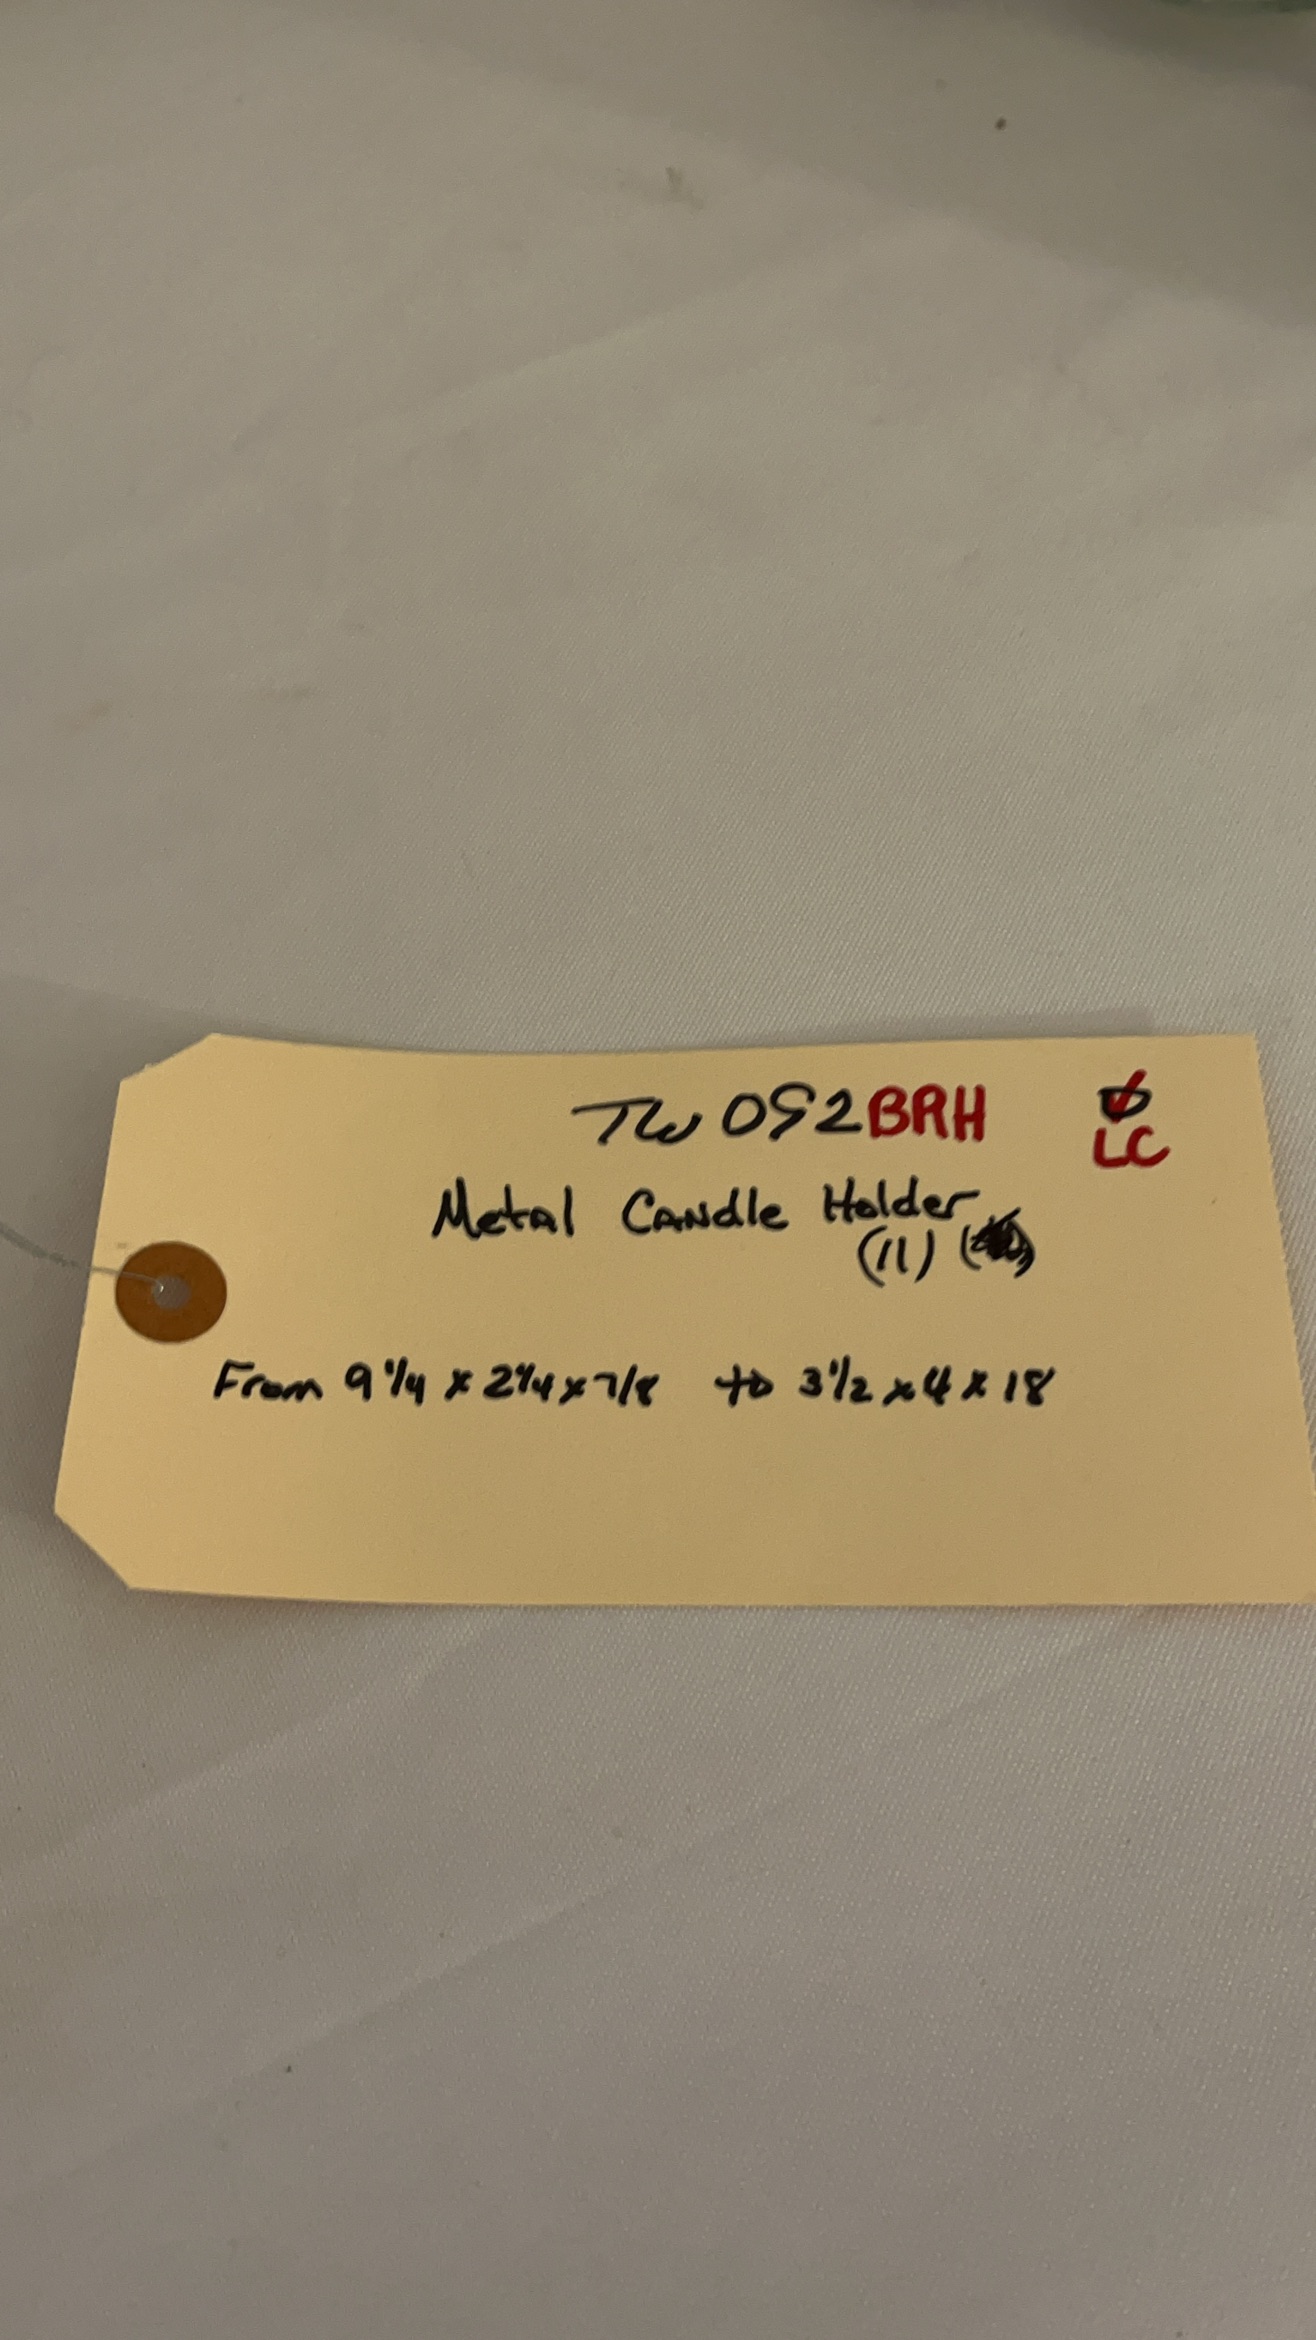 TW 092BRH
LC
Metal Candle Holder
(11)
From 9 1/4 x 2 1/4 x 7/8 to 3 1/2 x 4 x 18